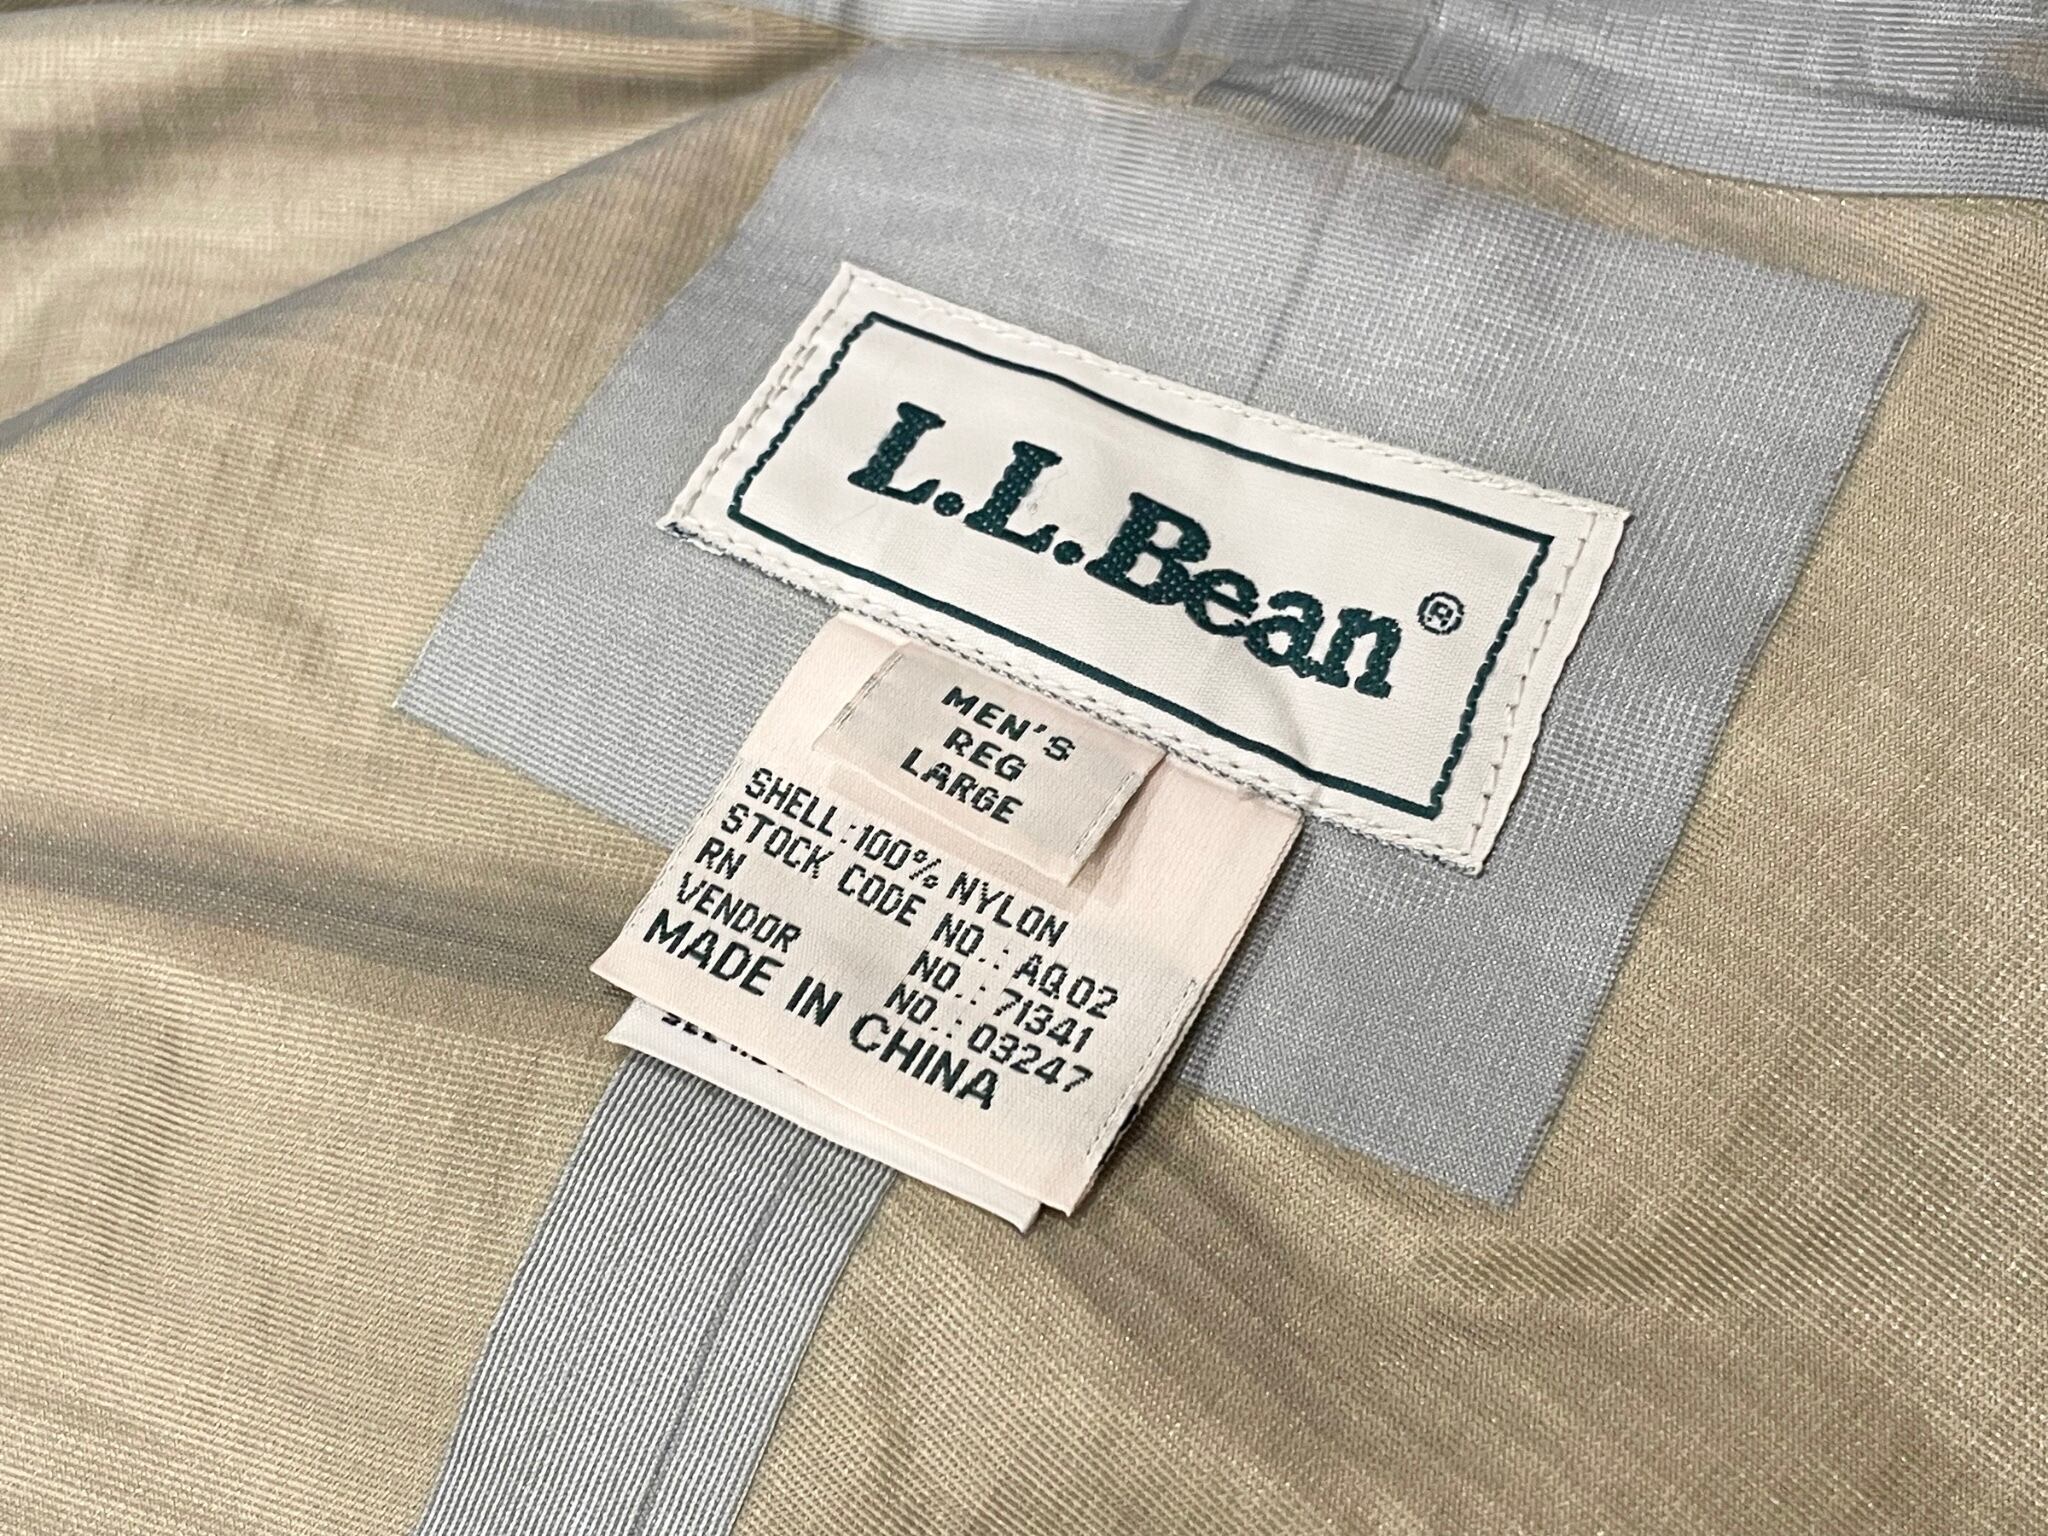 L.L.Bean®
MEN'S
REG
LARGE
SHELL:100% NYLON
STOCK CODE NO.: AQ02
RN NO.: 71341
VENDOR NO.: 03247
MADE IN CHINA